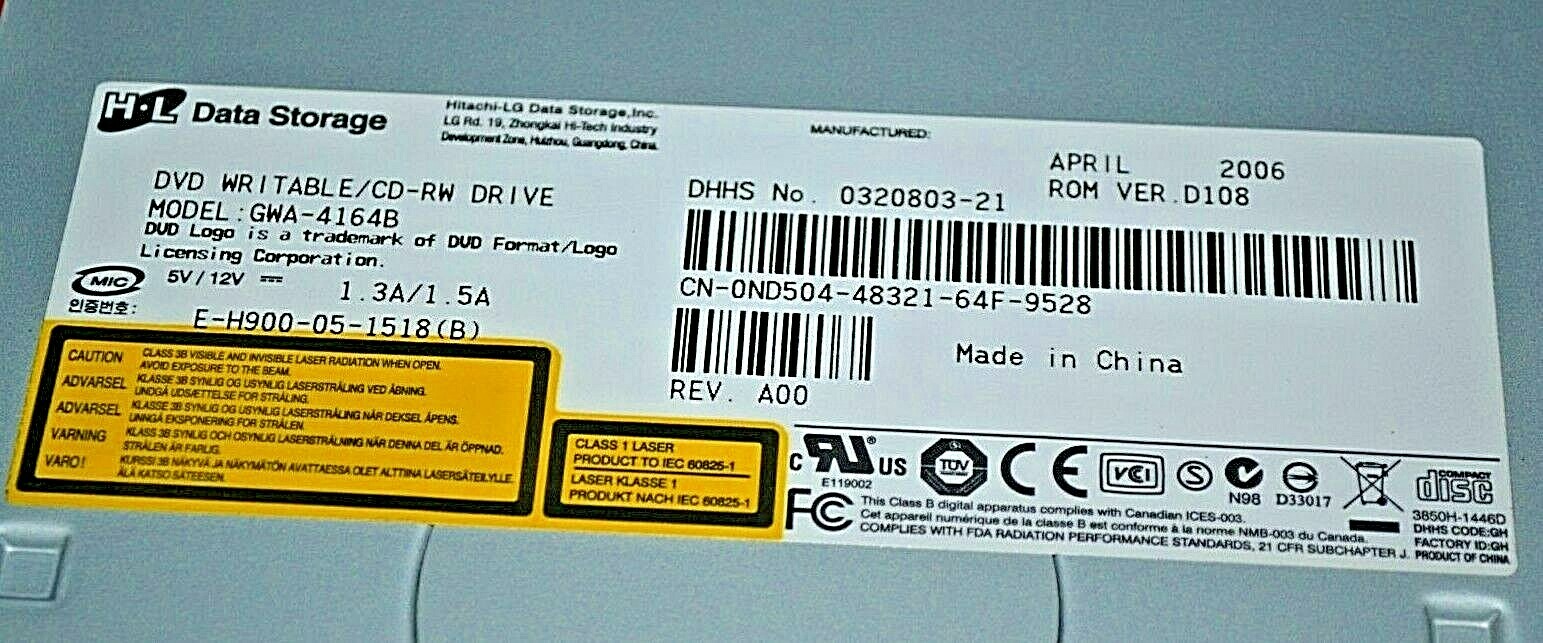 H·L Data Storage
Hitachi-LG Data Storage,Inc.
LG Rd. 19, Zhongkai Hi-Tech Industry
Development Zone, Huizhou, Guangdong, China.
MANUFACTURED:
APRIL 2006
DVD WRITABLE/CD-RW DRIVE
MODEL:GWA-4164B
DVD Logo is a trademark of DVD Format/Logo
Licensing Corporation.
DHHS No. 0320803-21
ROM VER.D108
CN-0ND504-48321-64F-9528
MIC
5V/12V
1.3A/1.5A
인증번호:
E-H900-05-1518(B)
REV. A00
Made in China
CAUTION CLASS 3B VISIBLE AND INVISIBLE LASER RADIATION WHEN OPEN.
AVOID EXPOSURE TO THE BEAM.
ADVARSEL KLASSE 3B SYNLIG OG USYNLIG LASERSTRÅLING VED ÅBNING.
UNDGÅ UDSÆTTELSE FOR STRÅLING.
ADVARSEL KLASSE 3B SYNLIG OG USYNLIG LASERSTRÅLING NÅR DEKSEL ÅPENS.
UNNGÅ EKSPONERING FOR STRÅLEN.
VARNING KLASS 3B SYNLIG OCH OSYNLIG LASERSTRÅLNING NÄR DENNA DEL ÄR ÖPPNAD.
STRÅLEN ÄR FARLIG.
VARO! KURSSI 3B NÄKYVÄ JA NÄKYMÄTÖN AVATTAESSA OLET ALTTIINA LASERSÄTEILYLLE.
ÄLÄ KATSO SÄTEESEEN.
CLASS 1 LASER
PRODUCT TO IEC 60825-1
LASER KLASSE 1
PRODUKT NACH IEC 60825-1
C UR ® US
E119002
TÜV
CE
VCI
S
N98
D33017
COMPACT
disc
FC
This Class B digital apparatus complies with Canadian ICES-003.
Cet appareil numérique de la classe B est conforme à la norme NMB-003 du Canada.
COMPLIES WITH FDA RADIATION PERFORMANCE STANDARDS, 21 CFR SUBCHAPTER J.
3850H-1446D
DHHS CODE:GH
FACTORY ID:GH
PRODUCT OF CHINA